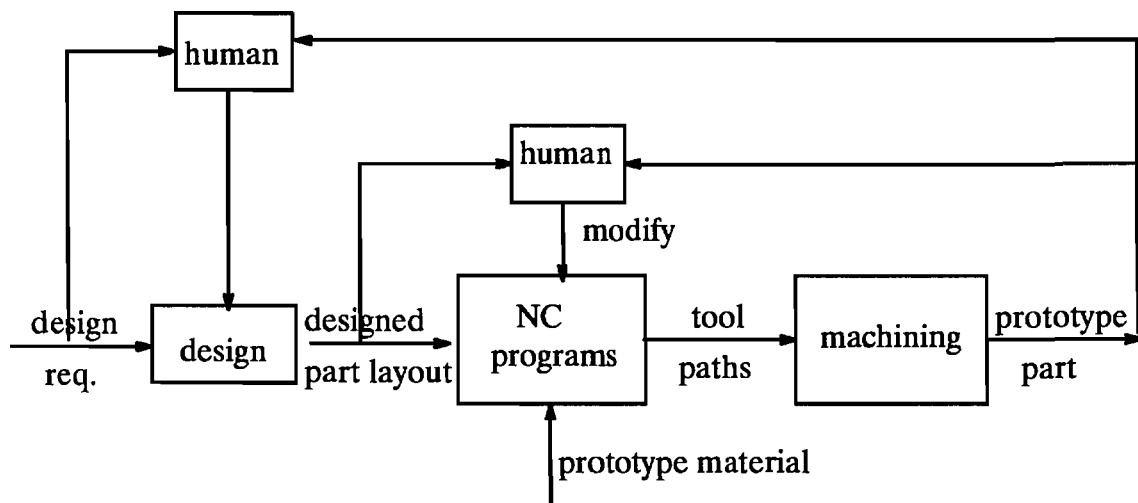 human
human
modify
design
req.
design
designed
part layout
NC
programs
tool
paths
machining
prototype
part
prototype material